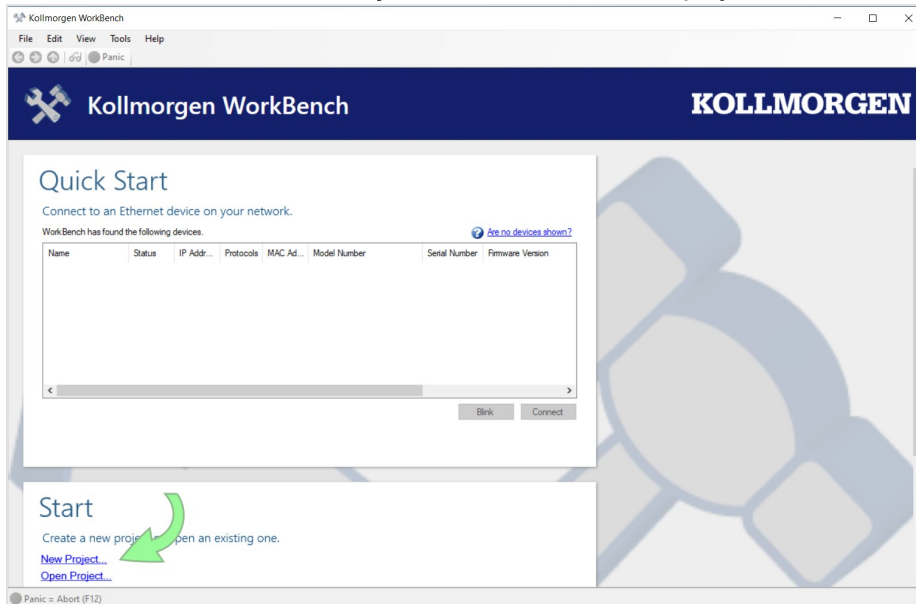 Kollmorgen WorkBench
File Edit View Tools Help
Panic
Kollmorgen WorkBench
KOLLMORGEN
Quick Start
Connect to an Ethernet device on your network.
WorkBench has found the following devices.
Are no devices shown?
Name Status IP Addr... Protocols MAC Ad... Model Number Serial Number Firmware Version
Blink Connect
Start
Create a new pro pen an existing one.
New Project...
Open Project...
Panic = Abort (F12)